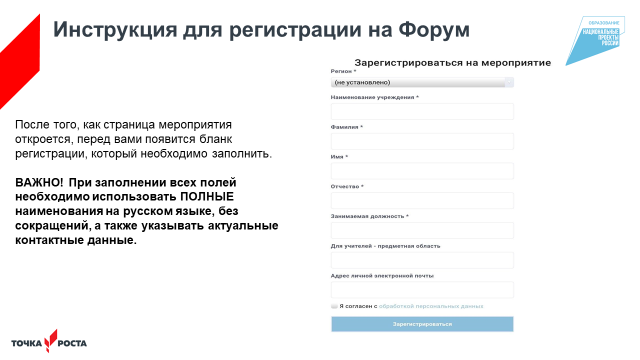 Инструкция для регистрации на Форум
ОБРАЗОВАНИЕ
НАЦИОНАЛЬНЫЕ
ПРОЕКТЫ
РОССИИ
После того, как страница мероприятия
откроется, перед вами появится бланк
регистрации, который необходимо заполнить.
ВАЖНО! При заполнении всех полей
необходимо использовать ПОЛНЫЕ
наименования на русском языке, без
сокращений, а также указывать актуальные
контактные данные.
Зарегистрироваться на мероприятие
Регион *
(не установлено)
Наименование учреждения *
Фамилия *
Имя *
Отчество *
Занимаемая должность *
Для учителей - предметная область
Адрес личной электронной почты
Я согласен с обработкой персональных данных
Зарегистрироваться
ТОЧКА РОСТА